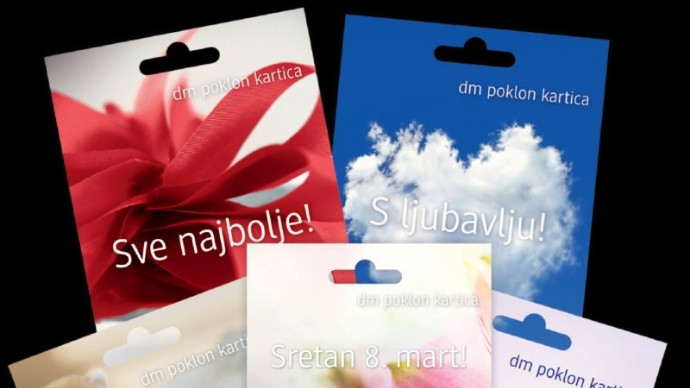 dm poklon kartica
Sve najbolje!
dm poklon kartica
S ljubavlju!
dm poklon kartica
Sretan 8. mart!
dm poklon
dm poklon kartica